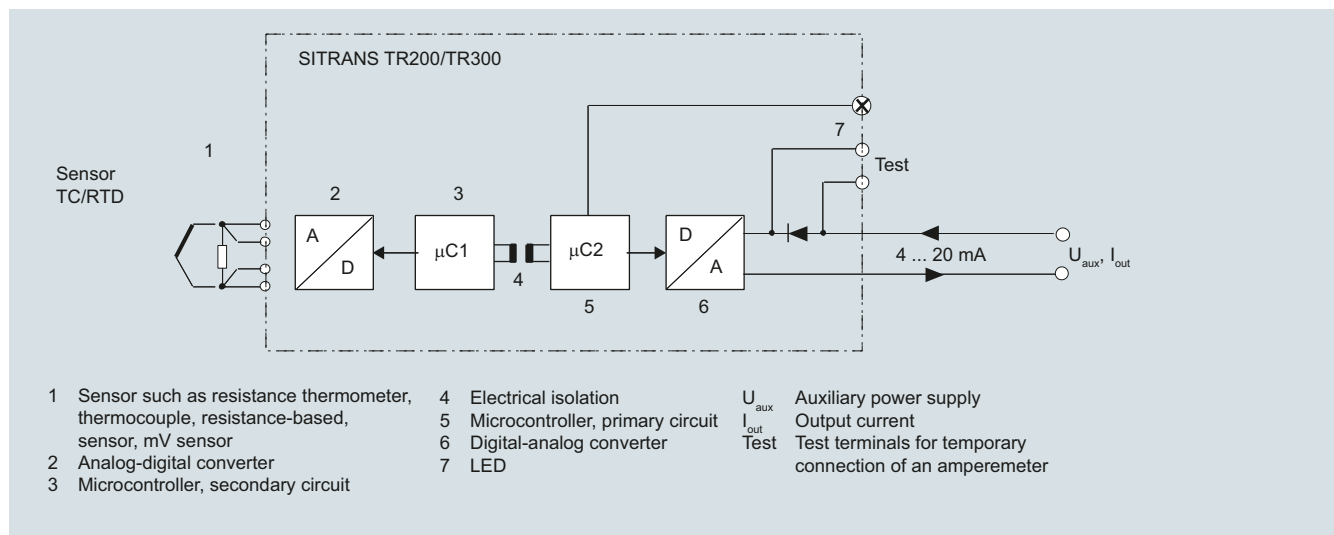 SITRANS TR200/TR300
1
Sensor
TC/RTD
2
3
7
Test
A
D
µC1
4
µC2
5
D
A
6
4 ... 20 mA
Uaux, Iout
1 Sensor such as resistance thermometer,
thermocouple, resistance-based,
sensor, mV sensor
2 Analog-digital converter
3 Microcontroller, secondary circuit
4 Electrical isolation
5 Microcontroller, primary circuit
6 Digital-analog converter
7 LED
Uaux Auxiliary power supply
Iout Output current
Test Test terminals for temporary
connection of an amperemeter